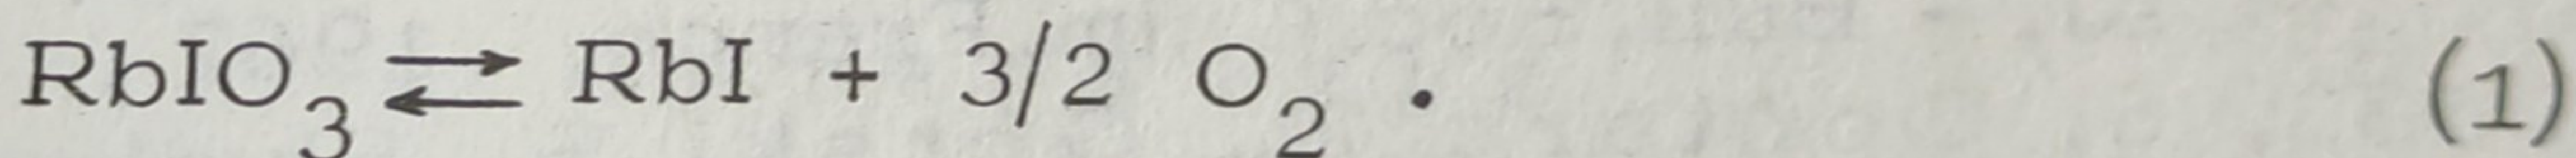 RbIO₃ ⇄ RbI + 3/2 O₂ . (1)